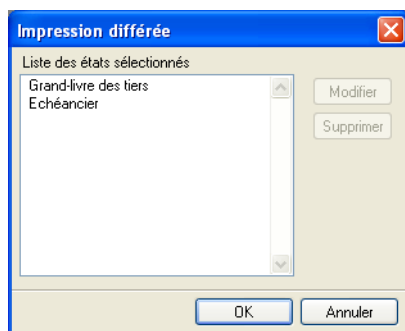 Impression différée
Liste des états sélectionnés
Grand-livre des tiers
Echéancier
Modifier
Supprimer
OK
Annuler